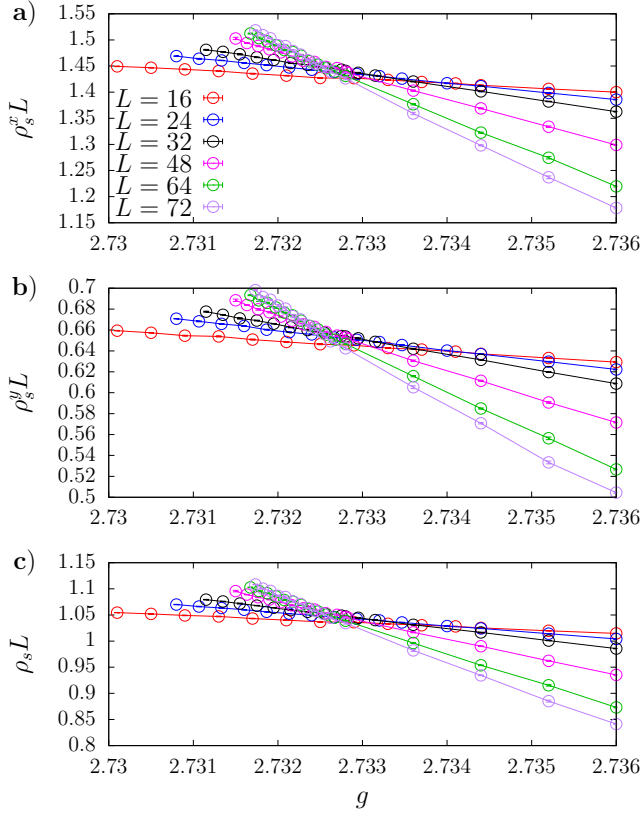 a)
1.55
1.5
1.45
1.4
1.35
1.3
1.25
1.2
1.15
ρ_s^x L
L = 16
L = 24
L = 32
L = 48
L = 64
L = 72
2.73 2.731 2.732 2.733 2.734 2.735 2.736
b)
0.7
0.68
0.66
0.64
0.62
0.6
0.58
0.56
0.54
0.52
0.5
ρ_s^y L
2.73 2.731 2.732 2.733 2.734 2.735 2.736
c)
1.15
1.1
1.05
1
0.95
0.9
0.85
0.8
ρ_s L
2.73 2.731 2.732 2.733 2.734 2.735 2.736
g